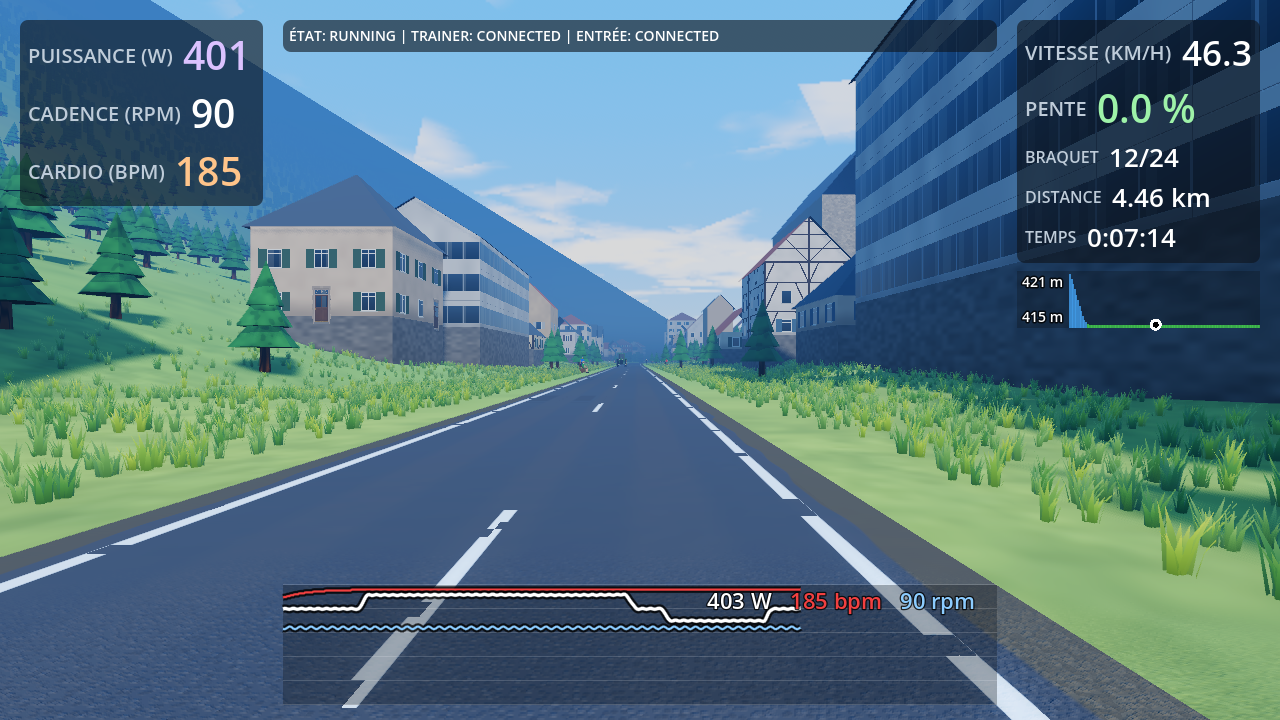 PUISSANCE (W) 401
CADENCE (RPM) 90
CARDIO (BPM) 185
ÉTAT: RUNNING | TRAINER: CONNECTED | ENTRÉE: CONNECTED
VITESSE (KM/H) 46.3
PENTE 0.0 %
BRAQUET 12/24
DISTANCE 4.46 km
TEMPS 0:07:14
421 m
415 m
403 W 185 bpm 90 rpm